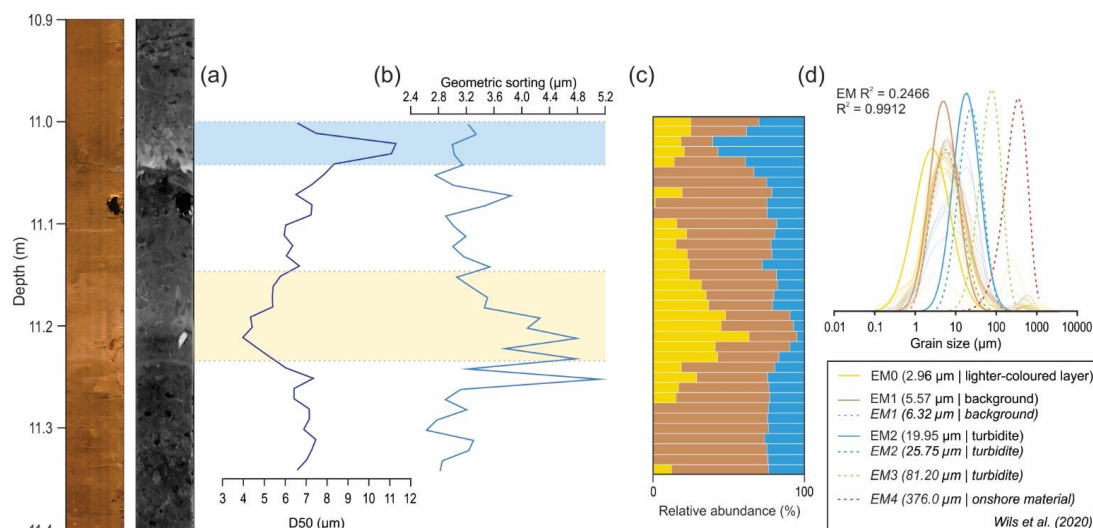 10.9
11.0
11.1
11.2
11.3
11.4
Depth (m)
(a)
(b)
(c)
(d)
Geometric sorting (µm)
2.4 2.8 3.2 3.6 4.0 4.4 4.8 5.2
3 4 5 6 7 8 9 10 11 12
D50 (µm)
0 100
Relative abundance (%)
EM R² = 0.2466
R² = 0.9912
0.01 0.1 1 10 100 1000 10000
Grain size (µm)
EM0 (2.96 µm | lighter-coloured layer)
EM1 (5.57 µm | background)
EM1 (6.32 µm | background)
EM2 (19.95 µm | turbidite)
EM2 (25.75 µm | turbidite)
EM3 (81.20 µm | turbidite)
EM4 (376.0 µm | onshore material)
Wils et al. (2020)